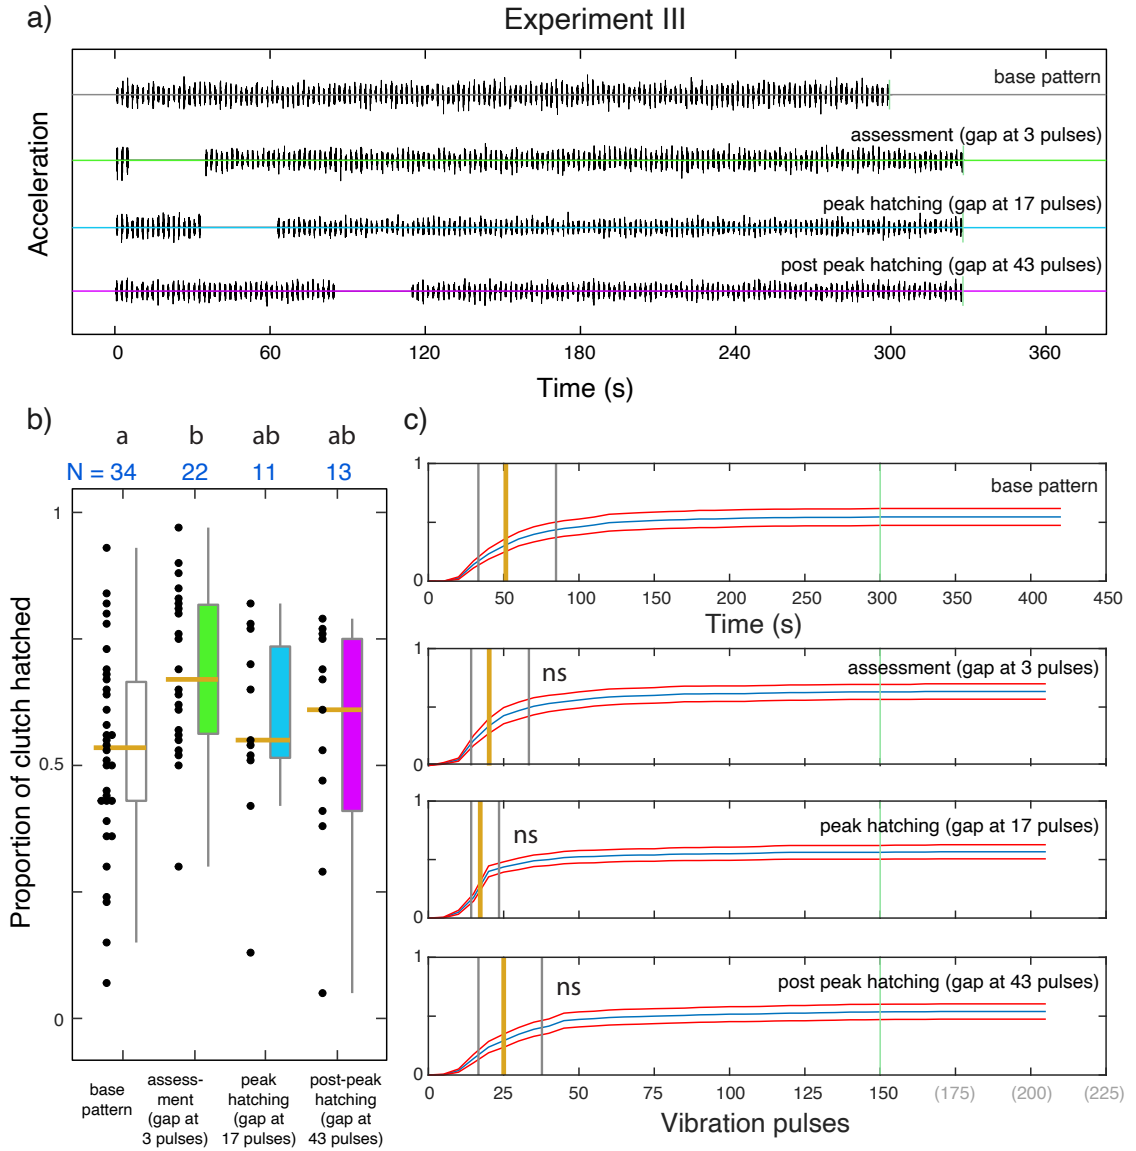 a)
Experiment III
Acceleration
base pattern
assessment (gap at 3 pulses)
peak hatching (gap at 17 pulses)
post peak hatching (gap at 43 pulses)
0 60 120 180 240 300 360
Time (s)
b)
a b ab ab
N = 34 22 11 13
Proportion of clutch hatched
1
0.5
0
base
pattern
assess-
ment
(gap at
3 pulses)
peak
hatching
(gap at
17 pulses)
post-peak
hatching
(gap at
43 pulses)
c)
1
0
base pattern
0 50 100 150 200 250 300 350 400 450
Time (s)
1
0
ns
assessment (gap at 3 pulses)
1
0
ns
peak hatching (gap at 17 pulses)
1
0
ns
post peak hatching (gap at 43 pulses)
0 25 50 75 100 125 150 (175) (200) (225)
Vibration pulses